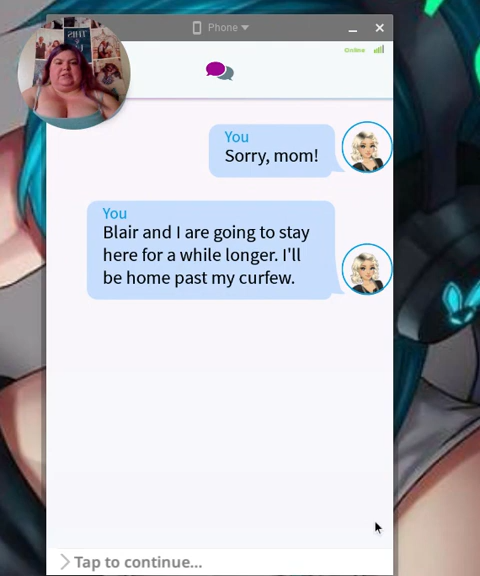 Phone
Online
You
Sorry, mom!
You
Blair and I are going to stay
here for a while longer. I'll
be home past my curfew.
Tap to continue...